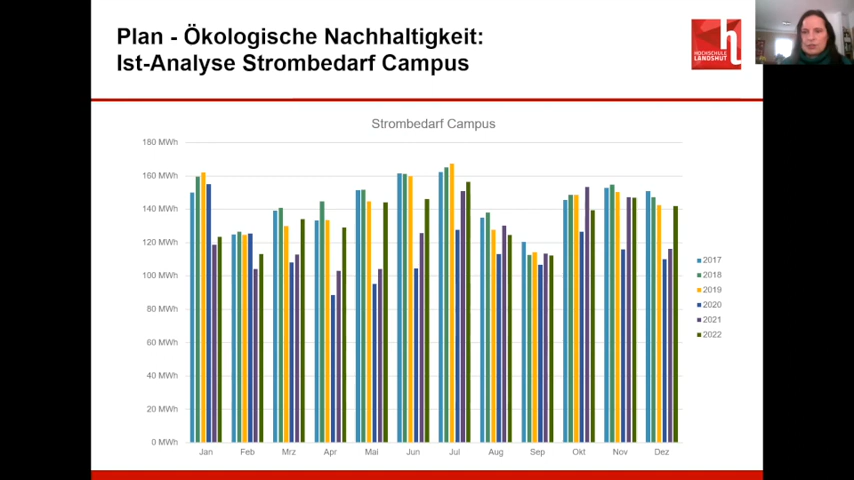 Plan - Ökologische Nachhaltigkeit:
Ist-Analyse Strombedarf Campus
HOCHSCHULE
LANDSHUT
Strombedarf Campus
180 MWh
160 MWh
140 MWh
120 MWh
100 MWh
80 MWh
60 MWh
40 MWh
20 MWh
0 MWh
Jan Feb Mrz Apr Mai Jun Jul Aug Sep Okt Nov Dez
2017
2018
2019
2020
2021
2022